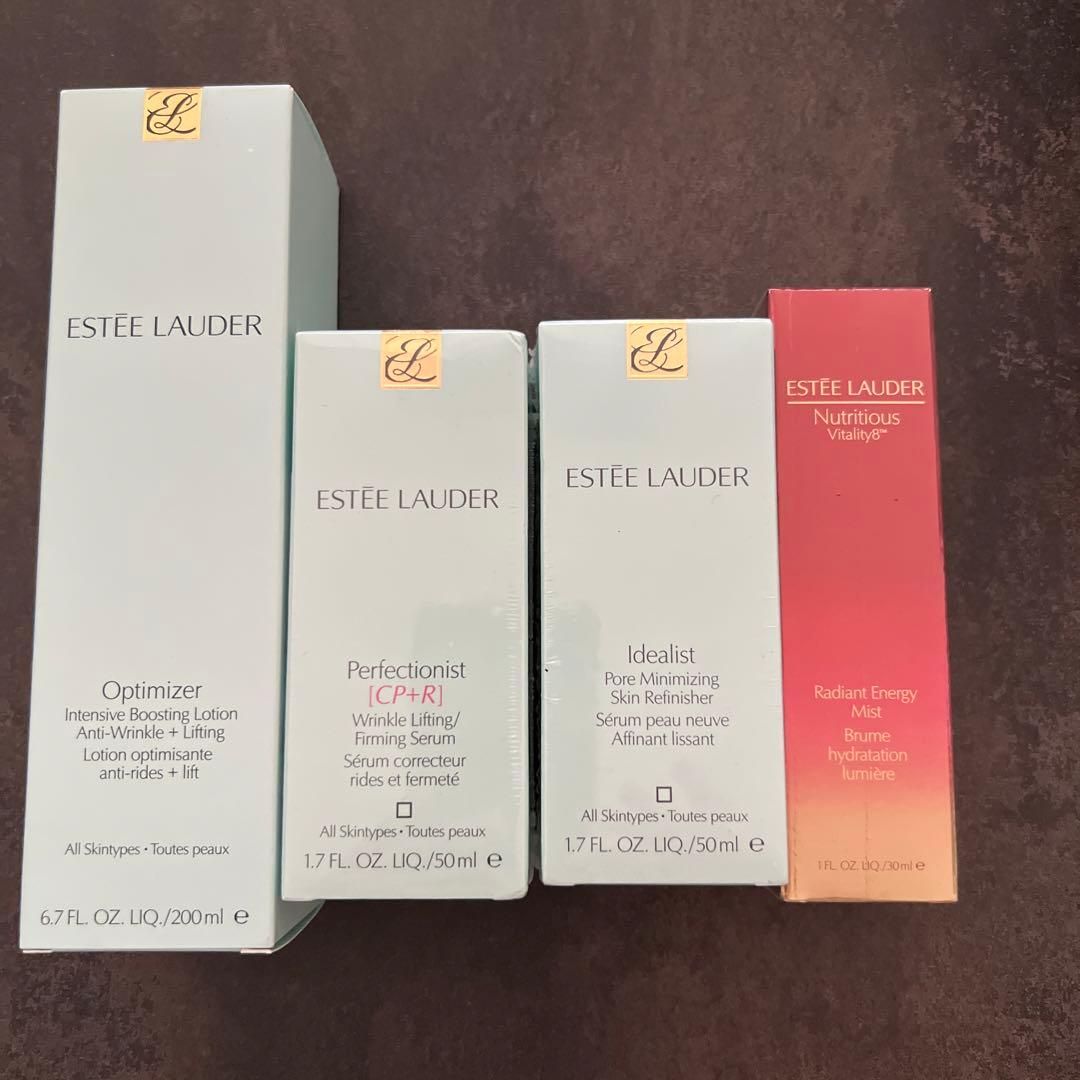 ESTĒE LAUDER
Optimizer
Intensive Boosting Lotion
Anti-Wrinkle + Lifting
Lotion optimisante
anti-rides + lift
All Skintypes • Toutes peaux
6.7 FL. OZ. LIQ./200 ml e
ESTĒE LAUDER
Perfectionist
[CP+R]
Wrinkle Lifting/
Firming Serum
Sérum correcteur
rides et fermeté
All Skintypes • Toutes peaux
1.7 FL. OZ. LIQ./50 ml e
ESTĒE LAUDER
Idealist
Pore Minimizing
Skin Refinisher
Sérum peau neuve
Affinant lissant
All Skintypes • Toutes peaux
1.7 FL. OZ. LIQ./50 ml e
ESTĒE LAUDER
Nutritious
Vitality8™
Radiant Energy
Mist
Brume
hydratation
lumière
1 FL. OZ. LIQ./30 ml e